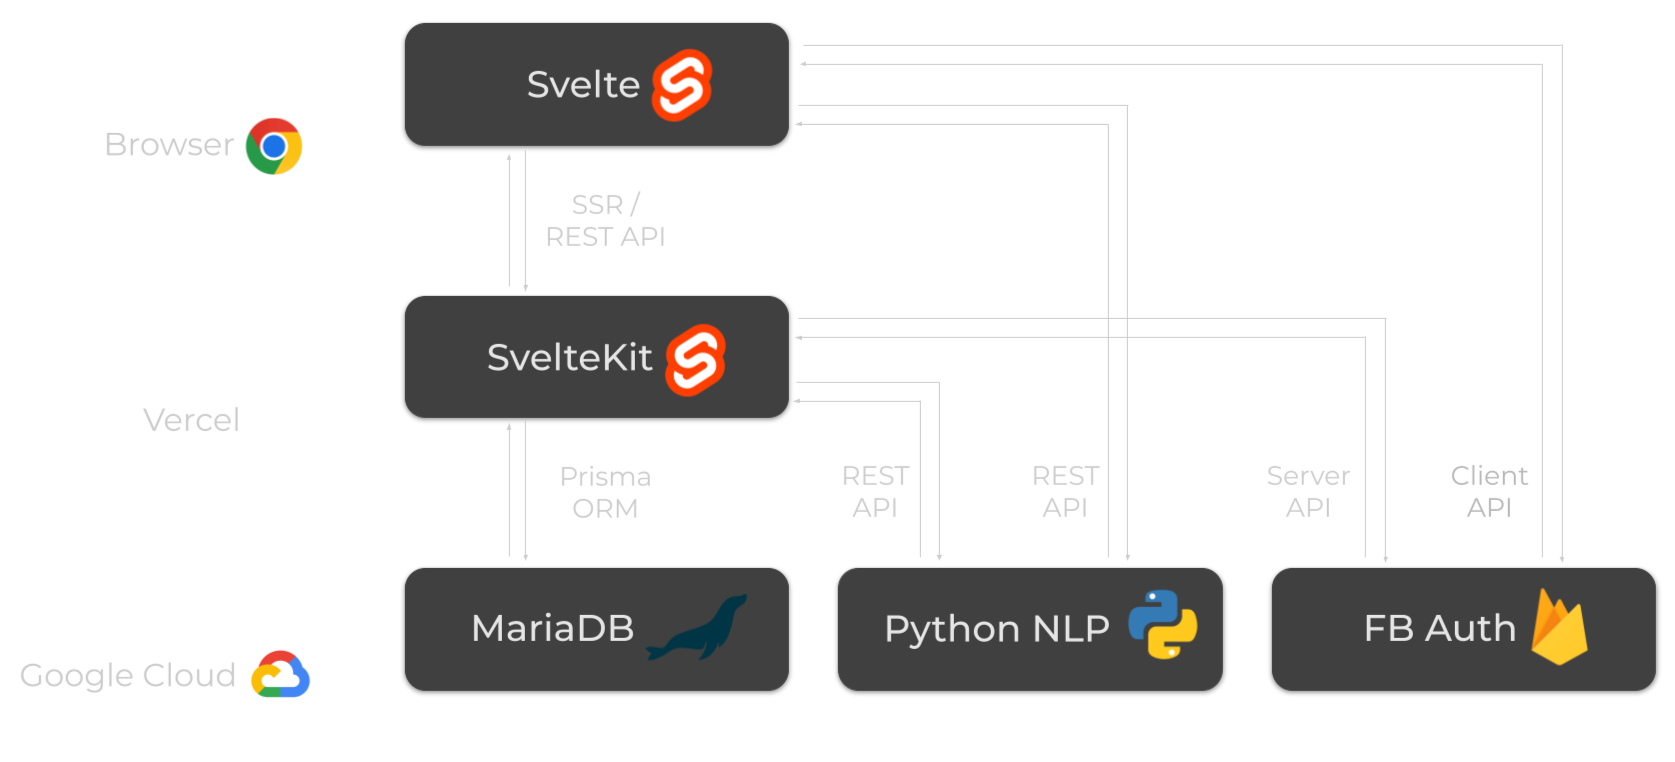 Svelte
Browser
SSR /
REST API
SvelteKit
Vercel
Prisma
ORM
REST
API
REST
API
Server
API
Client
API
MariaDB
Python NLP
FB Auth
Google Cloud